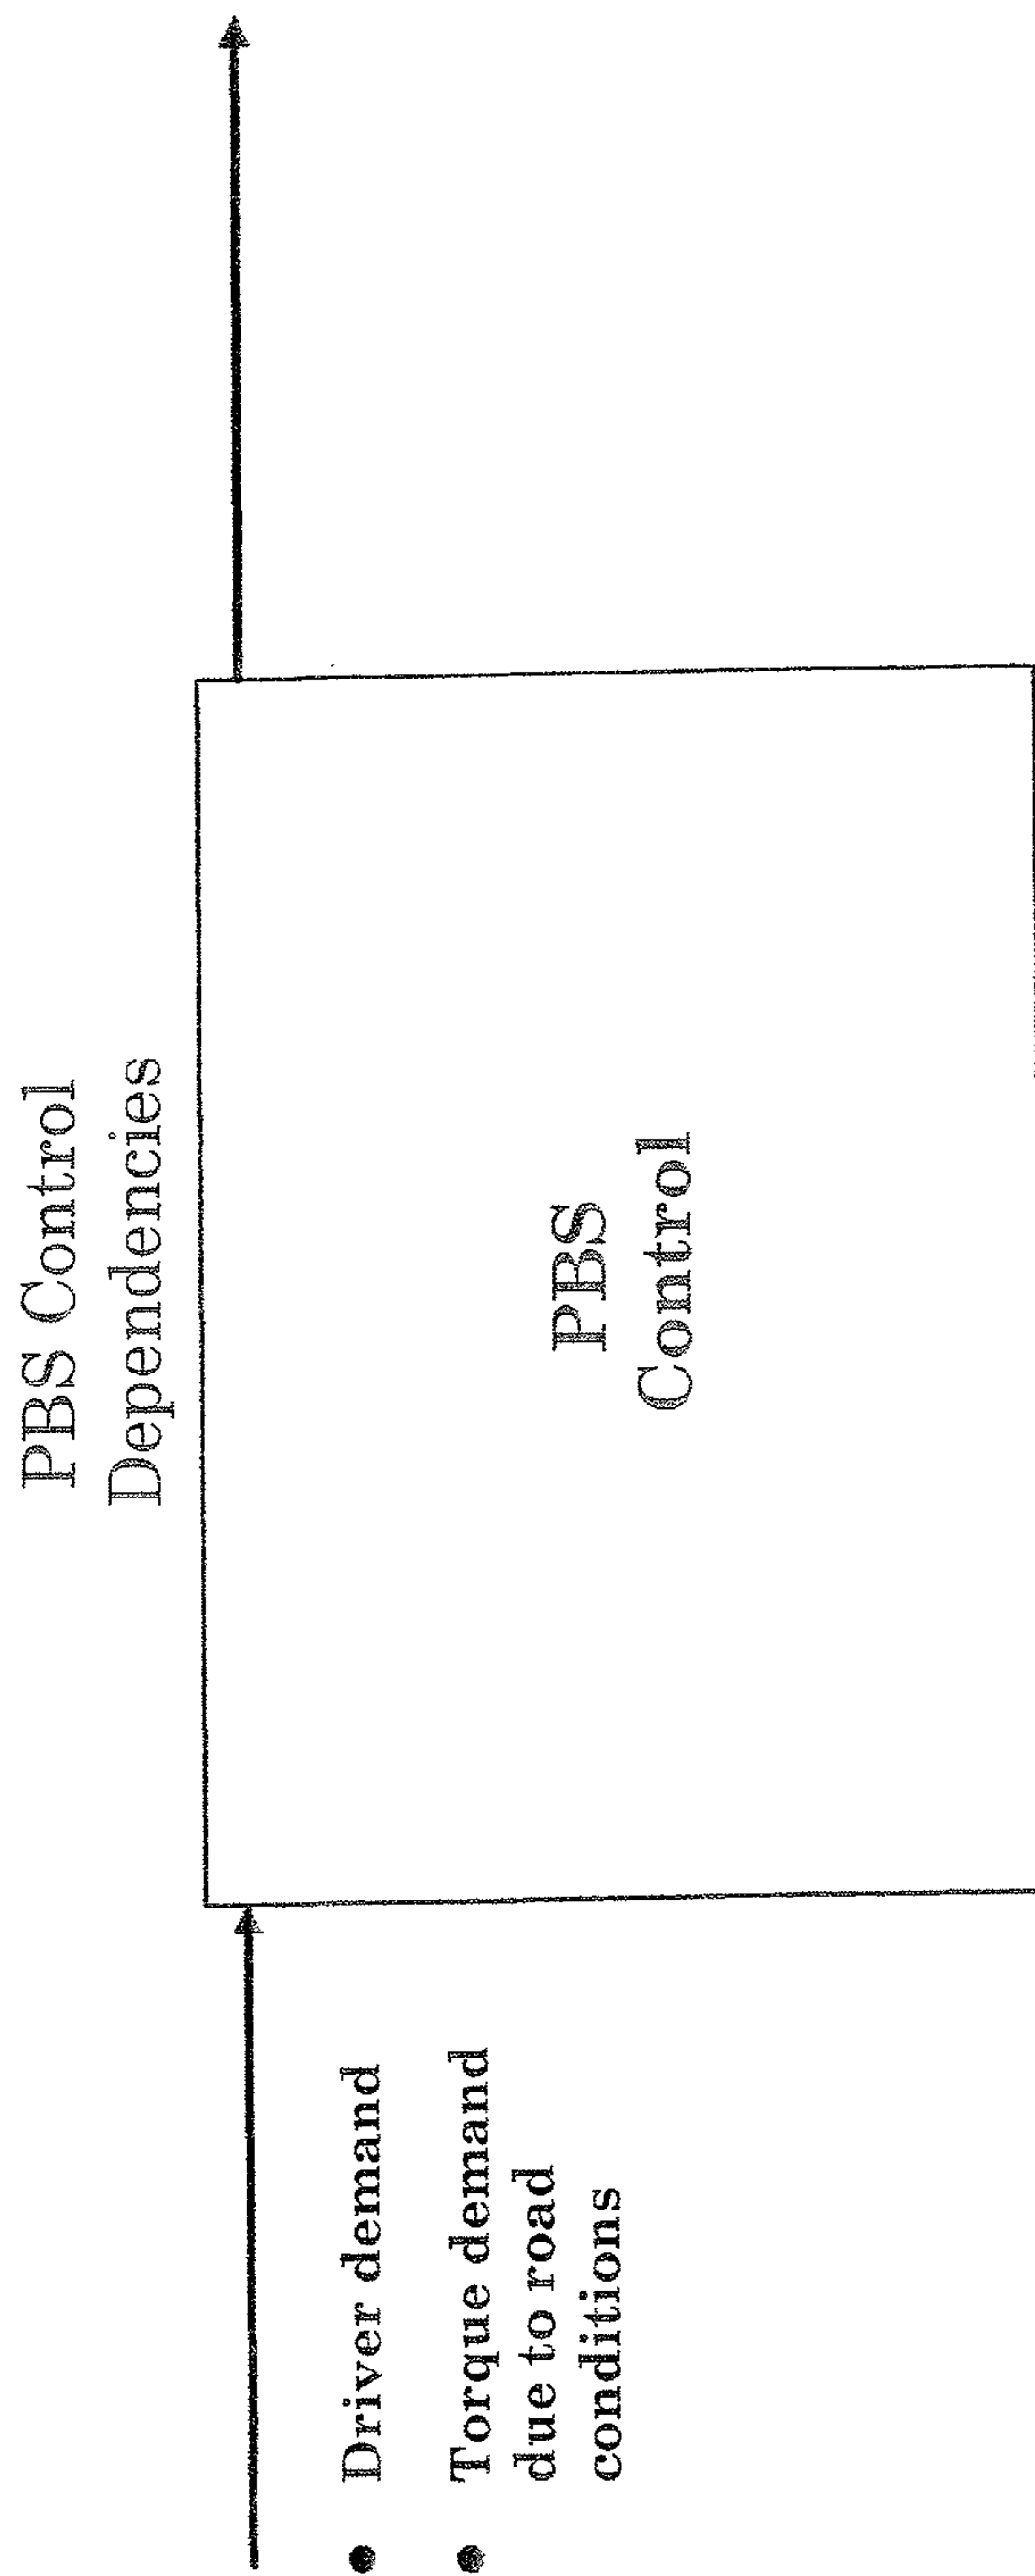 PBS Control
Dependencies
PBS
Control
● Driver demand
● Torque demand
due to road
conditions